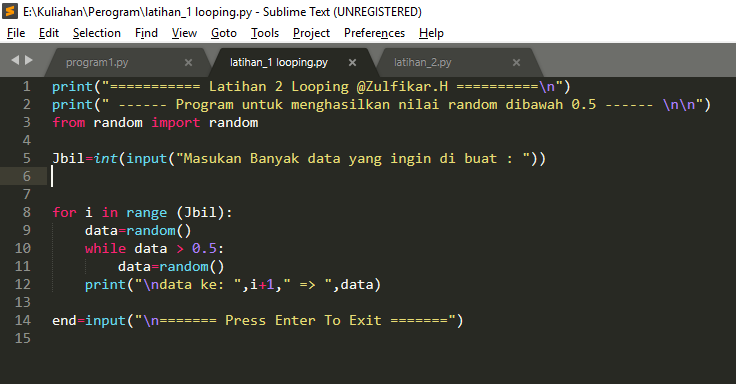 E:\Kuliahan\Perogram\latihan_1 looping.py - Sublime Text (UNREGISTERED)
File Edit Selection Find View Goto Tools Project Preferences Help
program1.py latihan_1 looping.py latihan_2.py
1 print("=========== Latihan 2 Looping @Zulfikar.H ==========\n")
2 print(" ------ Program untuk menghasilkan nilai random dibawah 0.5 ------ \n\n")
3 from random import random
4
5 Jbil=int(input("Masukan Banyak data yang ingin di buat : "))
6
7
8 for i in range (Jbil):
9     data=random()
10     while data > 0.5:
11         data=random()
12     print("\ndata ke: ",i+1," => ",data)
13
14 end=input("\n======= Press Enter To Exit =======")
15